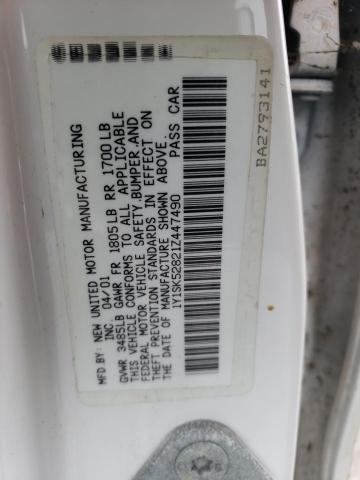 MFD BY NEW UNITED MOTOR MANUFACTURING
INC. 04/01
GVWR 3485LB GAWR FR 1805LB RR 1700LB
THIS VEHICLE CONFORMS TO ALL APPLICABLE
FEDERAL MOTOR VEHICLE SAFETY,BUMPER,AND
THEFT PREVENTION STANDARDS IN EFFECT ON
THE DATE OF MANUFACTURE SHOWN ABOVE.
1Y1SK52821Z447490 PASS CAR
BA2793141